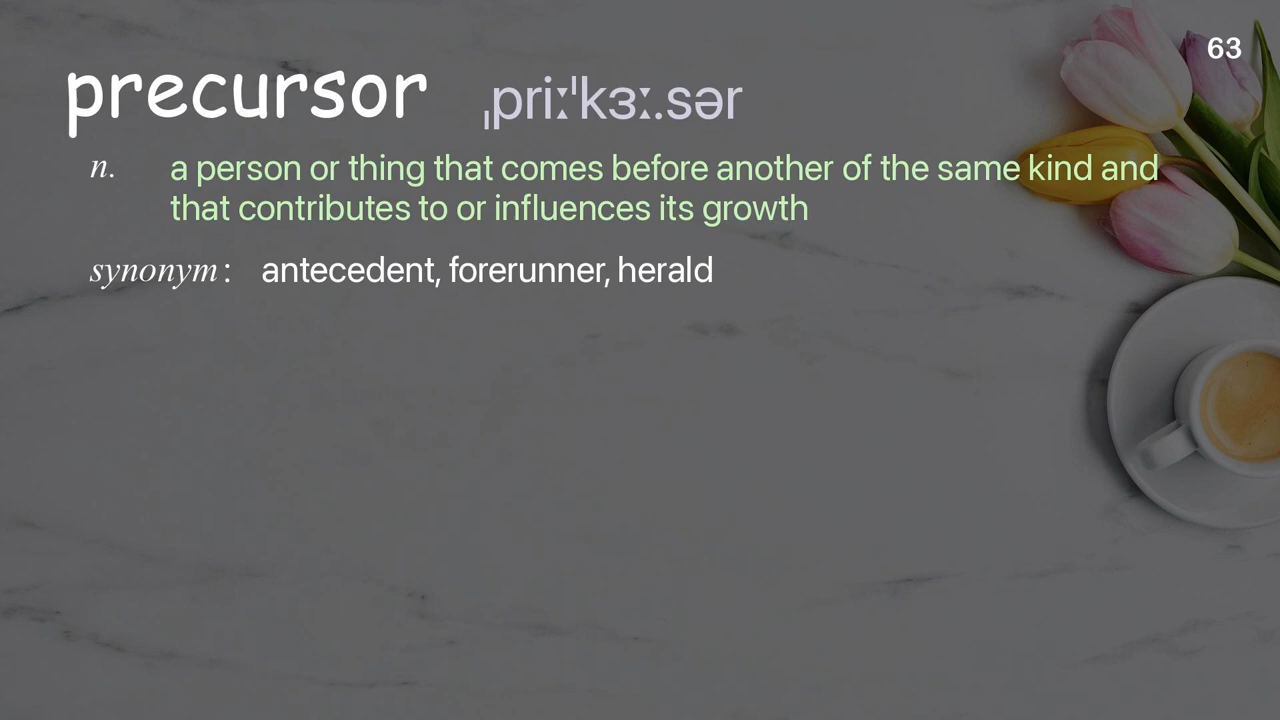 63
precursor ˌpriːˈkɜː.sər
n. a person or thing that comes before another of the same kind and
that contributes to or influences its growth
synonym : antecedent, forerunner, herald